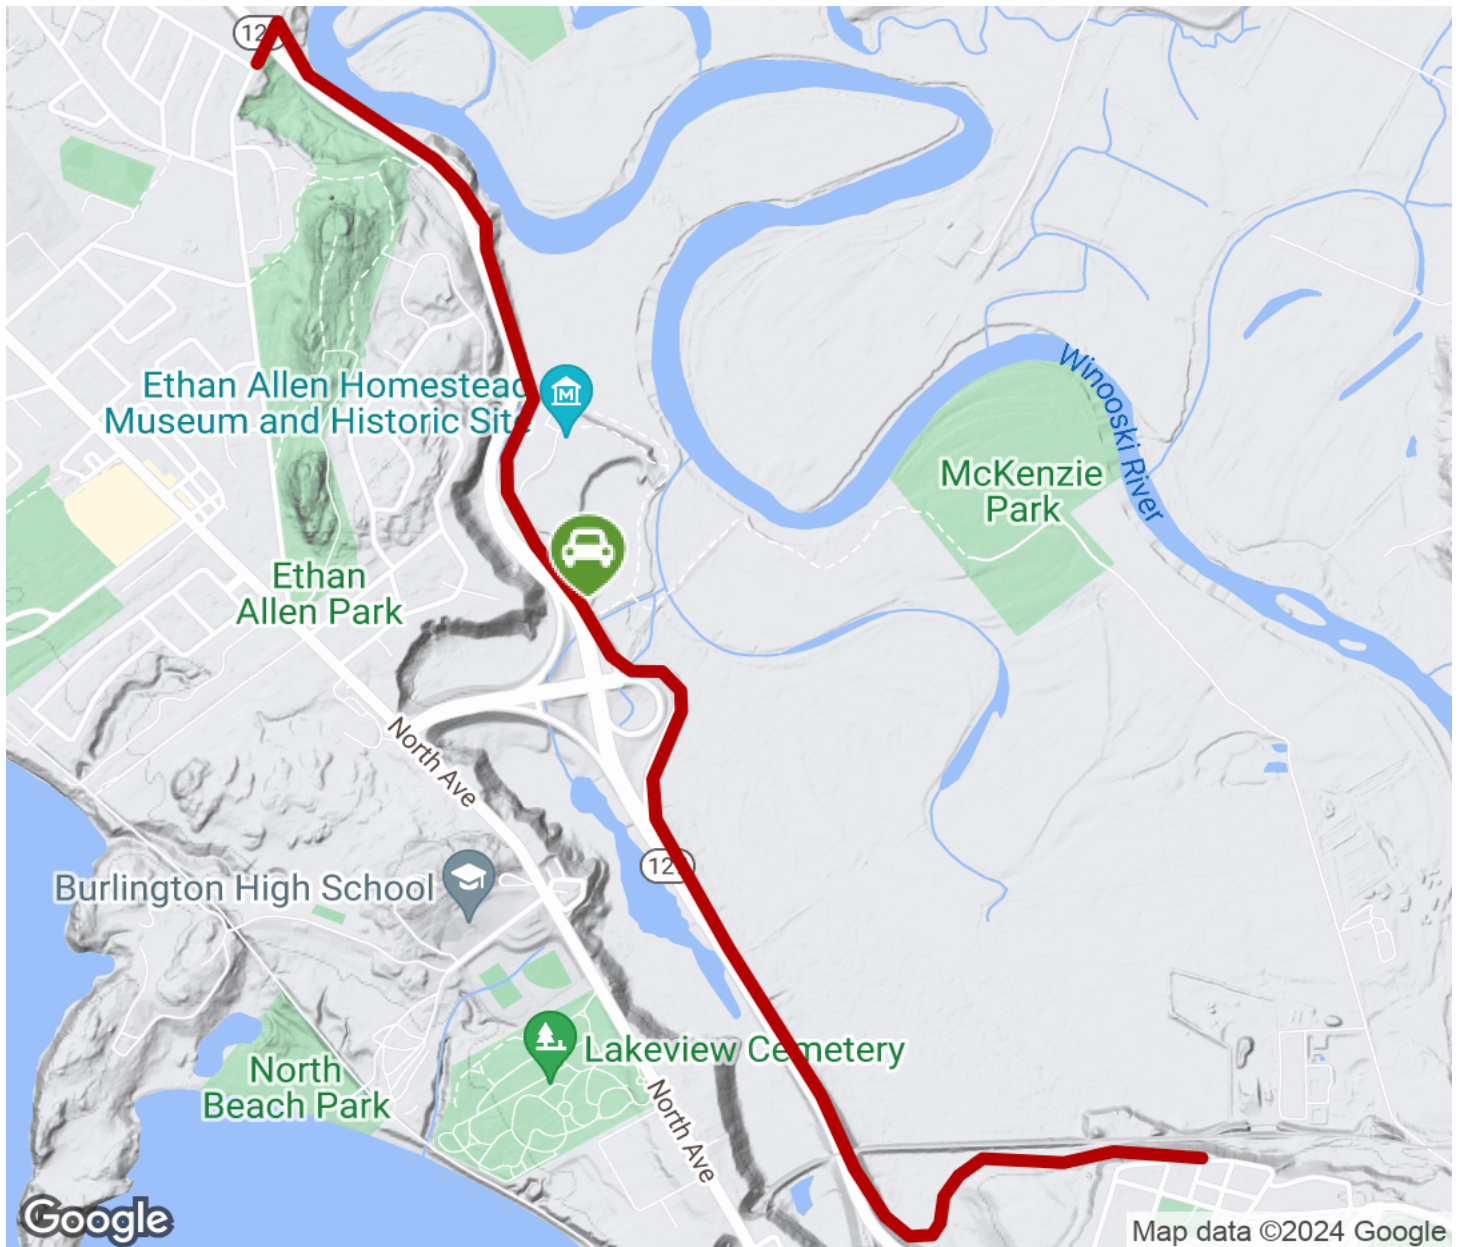 12
Ethan Allen Homestead
Museum and Historic Site
Winooski River
McKenzie
Park
Ethan
Allen Park
North Ave
12
Burlington High School
Lakeview Cemetery
North
Beach Park
North Ave
Google
Map data ©2024 Google